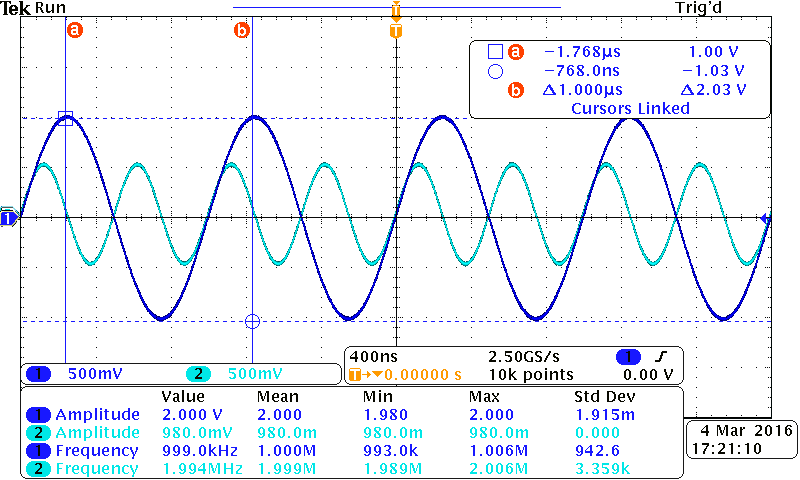 Tek Run Trig'd
a b T
T
a −1.768µs 1.00 V
−768.0ns −1.03 V
b Δ1.000µs Δ2.03 V
Cursors Linked
1
1 500mV 2 500mV
400ns 2.50GS/s 1
T→▼0.00000 s 10k points 0.00 V
Value Mean Min Max Std Dev
1 Amplitude 2.000 V 2.000 1.980 2.000 1.915m
2 Amplitude 980.0mV 980.0m 980.0m 980.0m 0.000
1 Frequency 999.0kHz 1.000M 993.0k 1.006M 942.6
2 Frequency 1.994MHz 1.999M 1.989M 2.006M 3.359k
4 Mar 2016
17:21:10